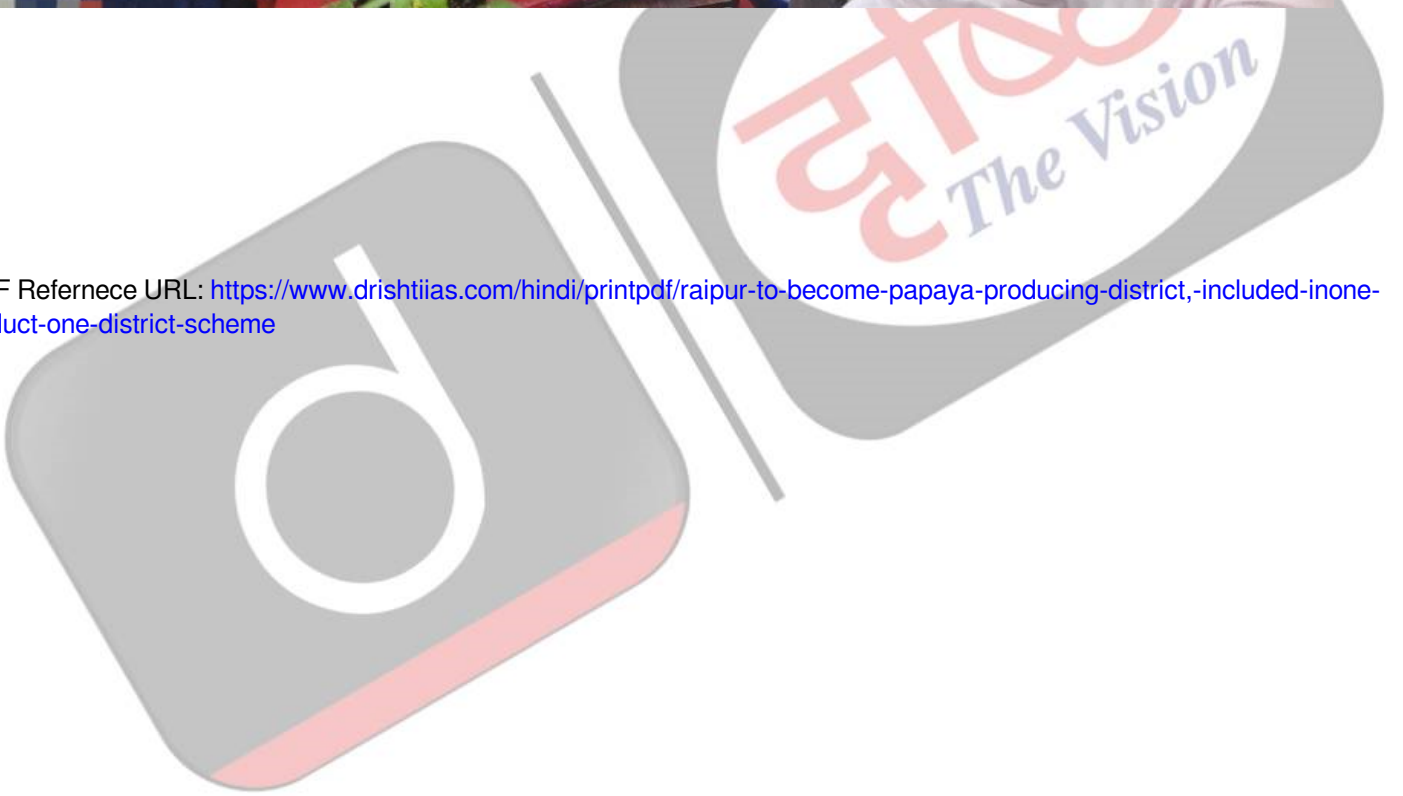 The Vision
F Refernece URL: https://www.drishtiias.com/hindi/printpdf/raipur-to-become-papaya-producing-district,-included-inone-
luct-one-district-scheme
d